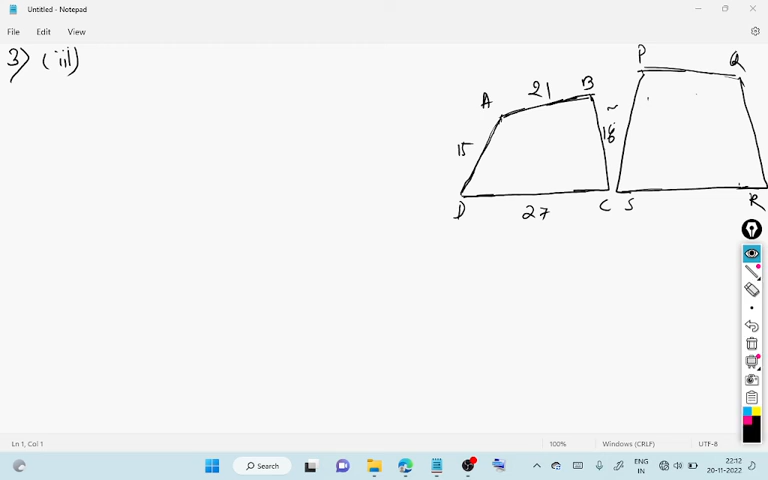 Untitled - Notepad
File Edit View
3) (iii)
A 21 B
~
15
18
D 27 C
P Q
S R
Ln 1, Col 1
100%
Windows (CRLF)
UTF-8
Search
ENG
IN
22:12
20-11-2022